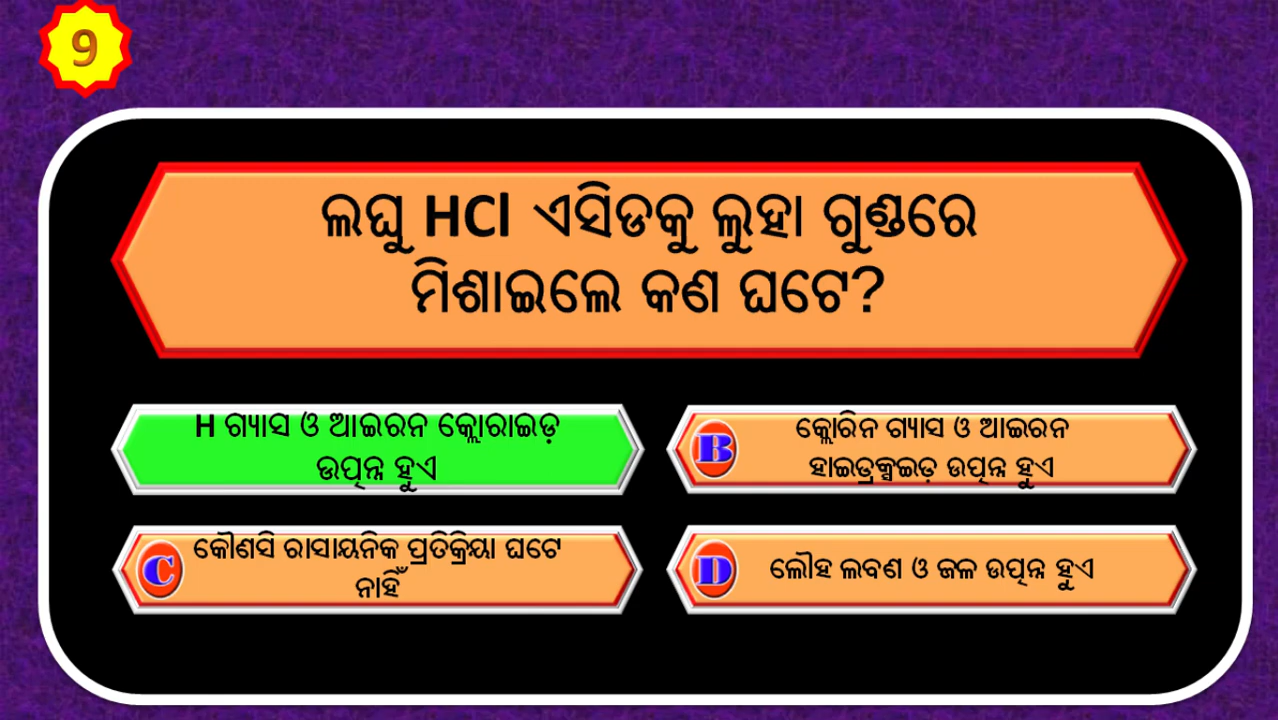 9
ଲଘୁ HCl ଏସିଡକୁ ଲୁହା ଗୁଣ୍ଡରେ
ମିଶାଇଲେ କଣ ଘଟେ?
H ଗ୍ୟାସ ଓ ଆଇରନ କ୍ଲୋରାଇଡ଼
ଉତ୍ପନ୍ନ ହୁଏ
B
କ୍ଲୋରିନ ଗ୍ୟାସ ଓ ଆଇରନ
ହାଇଡ୍ରକ୍ସଇଡ଼ ଉତ୍ପନ୍ନ ହୁଏ
C
କୌଣସି ରାସାୟନିକ ପ୍ରତିକ୍ରିୟା ଘଟେ
ନାହିଁ
D
ଲୌହ ଲବଣ ଓ ଜଳ ଉତ୍ପନ୍ନ ହୁଏ